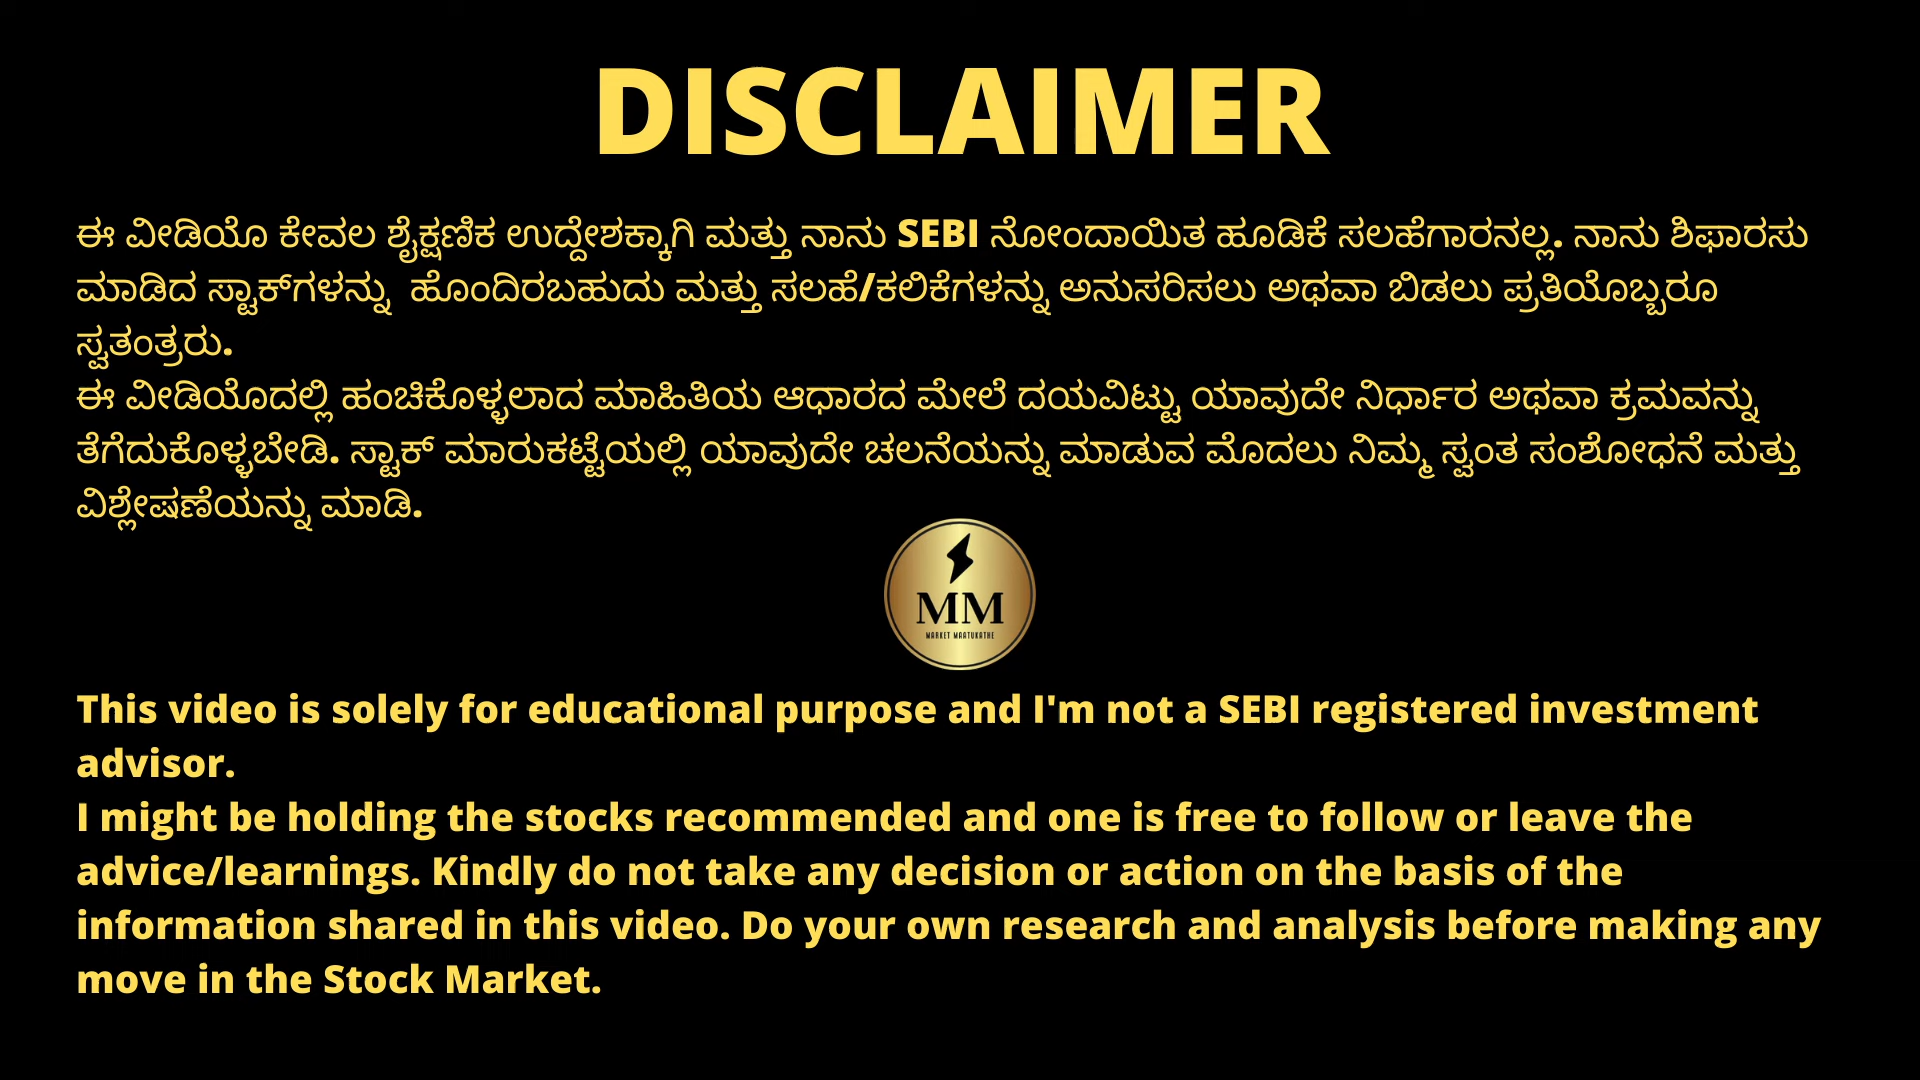 DISCLAIMER
ಈ ವೀಡಿಯೊ ಕೇವಲ ಶೈಕ್ಷಣಿಕ ಉದ್ದೇಶಕ್ಕಾಗಿ ಮತ್ತು ನಾನು SEBI ನೋಂದಾಯಿತ ಹೂಡಿಕೆ ಸಲಹೆಗಾರನಲ್ಲ. ನಾನು ಶಿಫಾರಸು
ಮಾಡಿದ ಸ್ಟಾಕ್‌ಗಳನ್ನು ಹೊಂದಿರಬಹುದು ಮತ್ತು ಸಲಹೆ/ಕಲಿಕೆಗಳನ್ನು ಅನುಸರಿಸಲು ಅಥವಾ ಬಿಡಲು ಪ್ರತಿಯೊಬ್ಬರೂ
ಸ್ವತಂತ್ರರು.
ಈ ವೀಡಿಯೊದಲ್ಲಿ ಹಂಚಿಕೊಳ್ಳಲಾದ ಮಾಹಿತಿಯ ಆಧಾರದ ಮೇಲೆ ದಯವಿಟ್ಟು ಯಾವುದೇ ನಿರ್ಧಾರ ಅಥವಾ ಕ್ರಮವನ್ನು
ತೆಗೆದುಕೊಳ್ಳಬೇಡಿ. ಸ್ಟಾಕ್ ಮಾರುಕಟ್ಟೆಯಲ್ಲಿ ಯಾವುದೇ ಚಲನೆಯನ್ನು ಮಾಡುವ ಮೊದಲು ನಿಮ್ಮ ಸ್ವಂತ ಸಂಶೋಧನೆ ಮತ್ತು
ವಿಶ್ಲೇಷಣೆಯನ್ನು ಮಾಡಿ.
MM
MARKET MAATUKATHE
This video is solely for educational purpose and I'm not a SEBI registered investment
advisor.
I might be holding the stocks recommended and one is free to follow or leave the
advice/learnings. Kindly do not take any decision or action on the basis of the
information shared in this video. Do your own research and analysis before making any
move in the Stock Market.